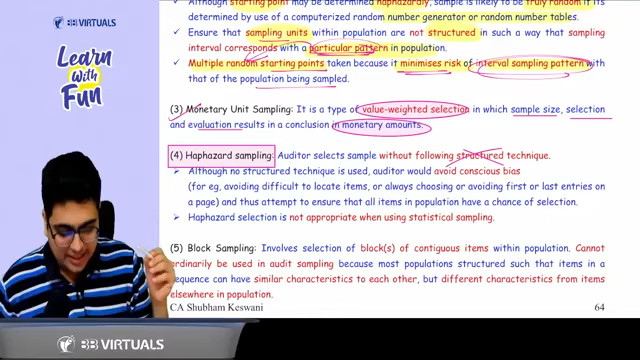 BB VIRTUALS
Learn
With
Fun
✓ Although starting point may be determined haphazardly, sample is likely to be truly random if its
determined by use of a computerized random number generator or random number tables.
✓ Ensure that sampling units within population are not structured in such a way that sampling
interval corresponds with a particular pattern in population.
✓ Multiple random starting points taken because it minimises risk of interval sampling pattern with
that of the population being sampled.
(3) Monetary Unit Sampling: It is a type of value-weighted selection in which sample size, selection
and evaluation results in a conclusion in monetary amounts.
(4) Haphazard sampling: Auditor selects sample without following structured technique.
✓ Although no structured technique is used, auditor would avoid conscious bias
(for eg, avoiding difficult to locate items, or always choosing or avoiding first or last entries on
a page) and thus attempt to ensure that all items in population have a chance of selection.
✓ Haphazard selection is not appropriate when using statistical sampling.
(5) Block Sampling: Involves selection of block(s) of contiguous items within population. Cannot
ordinarily be used in audit sampling because most populations structured such that items in a
sequence can have similar characteristics to each other, but different characteristics from items
elsewhere in population.
CA Shubham Keswani 64
BB VIRTUALS